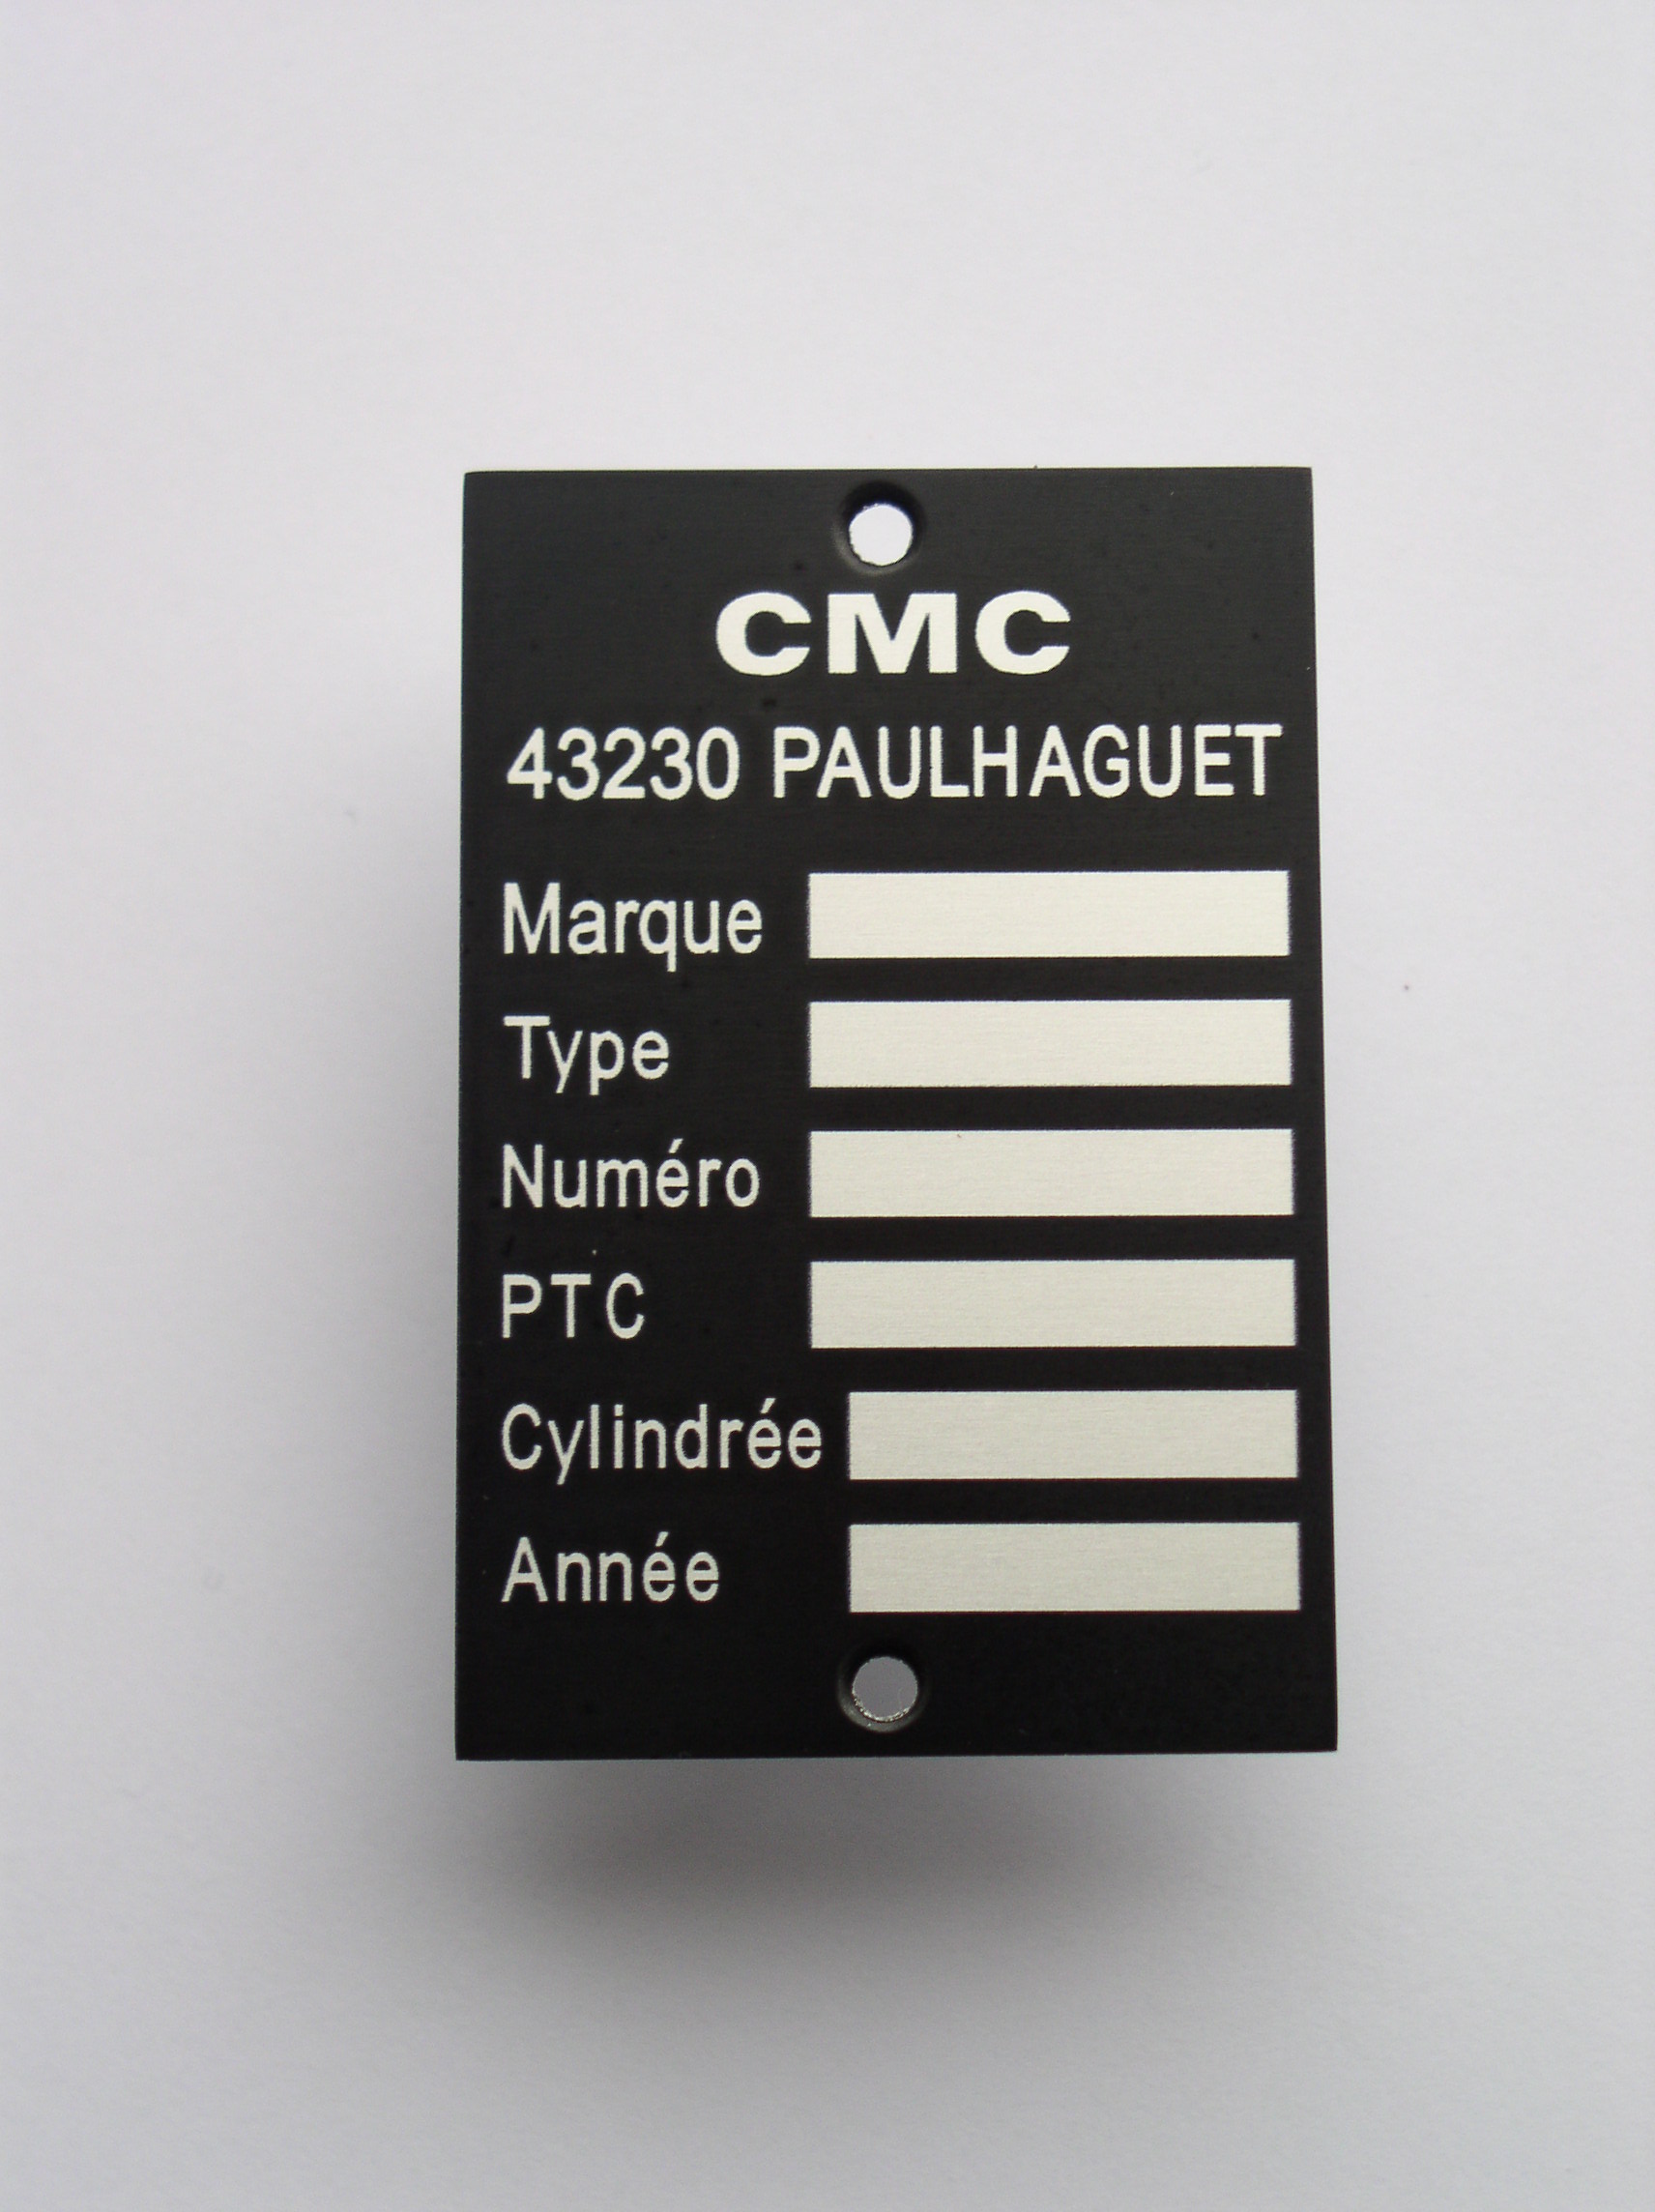 CMC
43230 PAULHAGUET
Marque
Type
Numéro
PTC
Cylindrée
Année